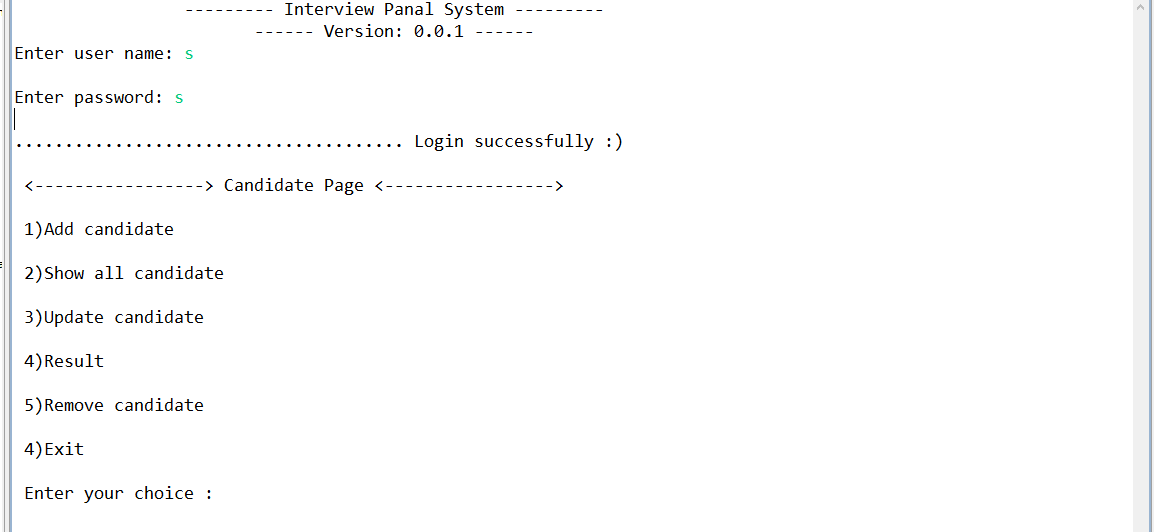 --------- Interview Panal System ---------
------ Version: 0.0.1 ------
Enter user name: s
Enter password: s
....................................... Login successfully :)
<-----------------> Candidate Page <----------------->
1)Add candidate
2)Show all candidate
3)Update candidate
4)Result
5)Remove candidate
4)Exit
Enter your choice :